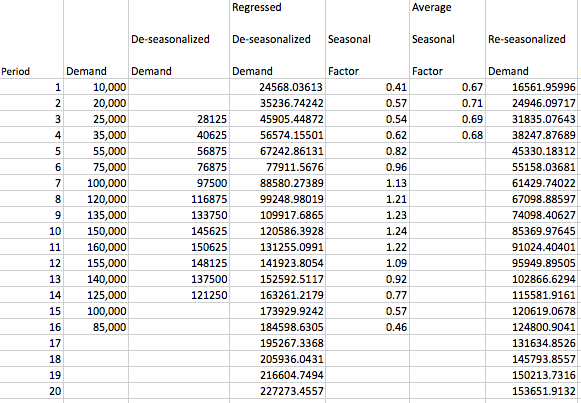 Regressed Average
De-seasonalized De-seasonalized Seasonal Seasonal Re-seasonalized
Period Demand Demand Demand Factor Factor Demand
1 10,000 24568.03613 0.41 0.67 16561.95996
2 20,000 35236.74242 0.57 0.71 24946.09717
3 25,000 28125 45905.44872 0.54 0.69 31835.07643
4 35,000 40625 56574.15501 0.62 0.68 38247.87689
5 55,000 56875 67242.86131 0.82 45330.18312
6 75,000 76875 77911.5676 0.96 55158.03681
7 100,000 97500 88580.27389 1.13 61429.74022
8 120,000 116875 99248.98019 1.21 67098.88597
9 135,000 133750 109917.6865 1.23 74098.40627
10 150,000 145625 120586.3928 1.24 85369.97645
11 160,000 150625 131255.0991 1.22 91024.40401
12 155,000 148125 141923.8054 1.09 95949.89505
13 140,000 137500 152592.5117 0.92 102866.6294
14 125,000 121250 163261.2179 0.77 115581.9161
15 100,000 173929.9242 0.57 120619.0678
16 85,000 184598.6305 0.46 124800.9041
17 195267.3368 131634.8526
18 205936.0431 145793.8557
19 216604.7494 150213.7316
20 227273.4557 153651.9132